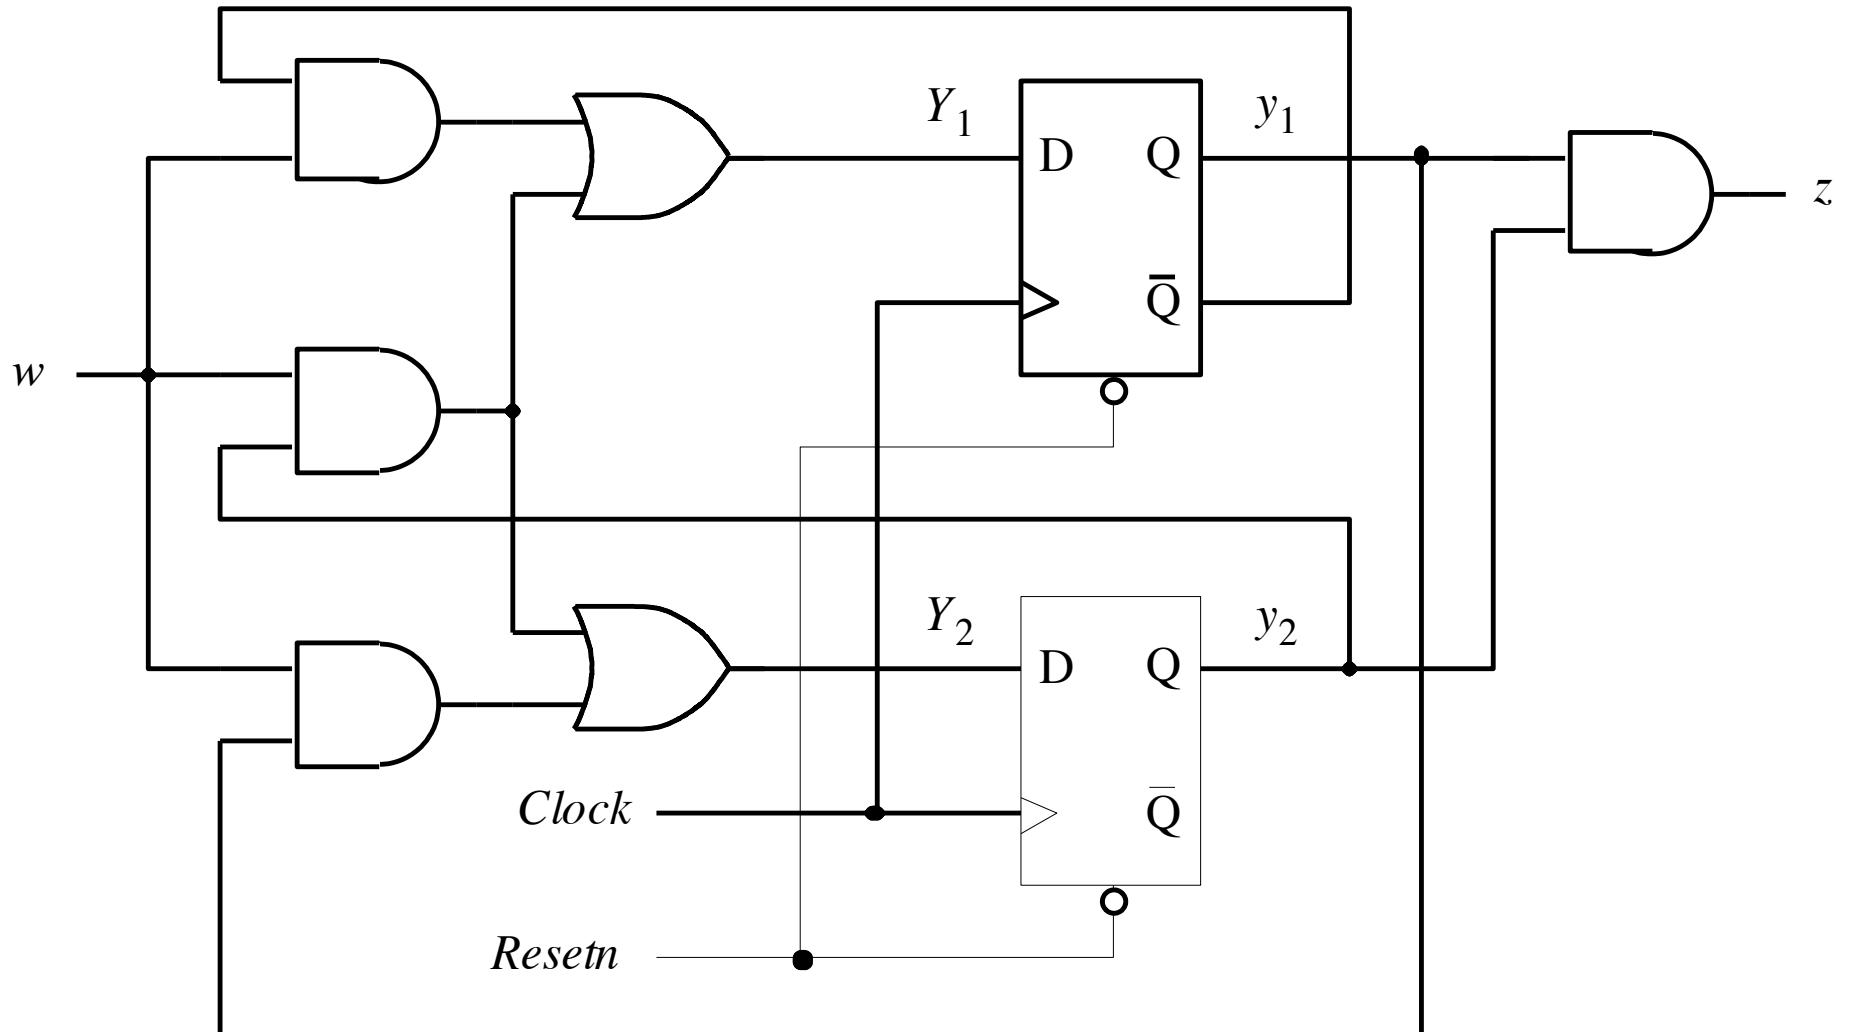 Y₁
y₁
D
Q
z
Q̅
w
Y₂
y₂
D
Q
Clock
Q̅
Resetn